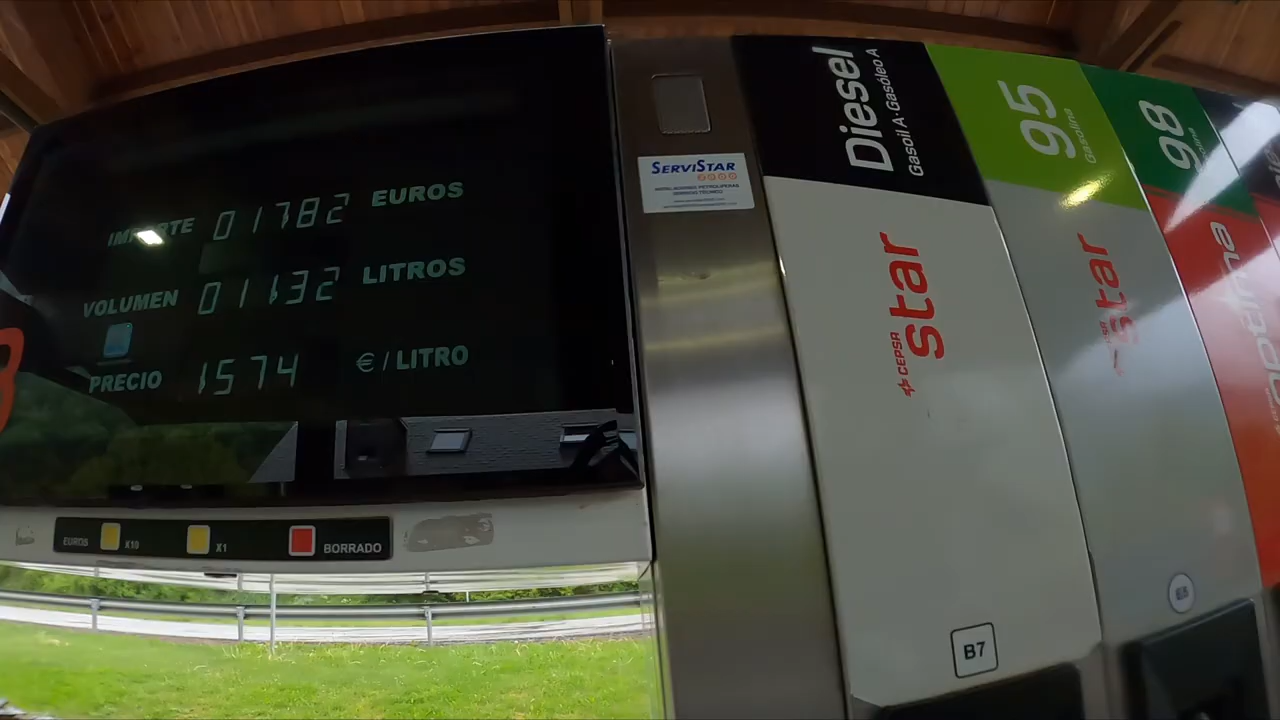 IMPORTE 01782 EUROS
VOLUMEN 01132 LITROS
PRECIO 1574 €/LITRO
EUROS X10 X1 BORRADO
SERVISTAR
Diesel
Gasoil A·Gasóleo A
CEPSA
star
B7
95
Gasolina
star
98
óptima